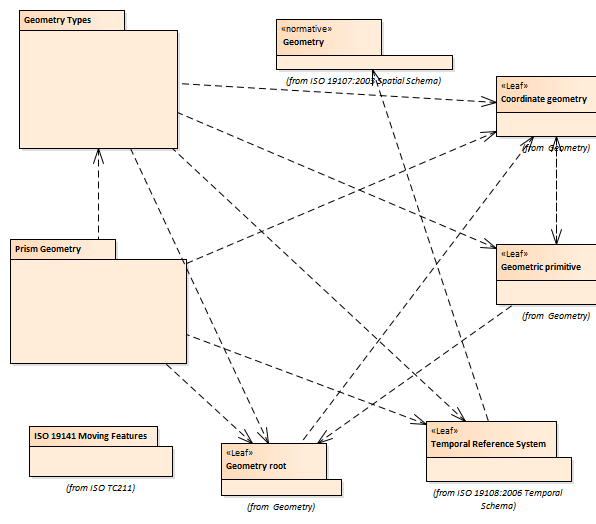 Geometry Types
«normative»
Geometry
(from ISO 19107:2003 Spatial Schema)
«Leaf»
Coordinate geometry
(from Geometry)
Prism Geometry
«Leaf»
Geometric primitive
(from Geometry)
ISO 19141 Moving Features
(from ISO TC211)
«Leaf»
Geometry root
(from Geometry)
«Leaf»
Temporal Reference System
(from ISO 19108:2006 Temporal
Schema)